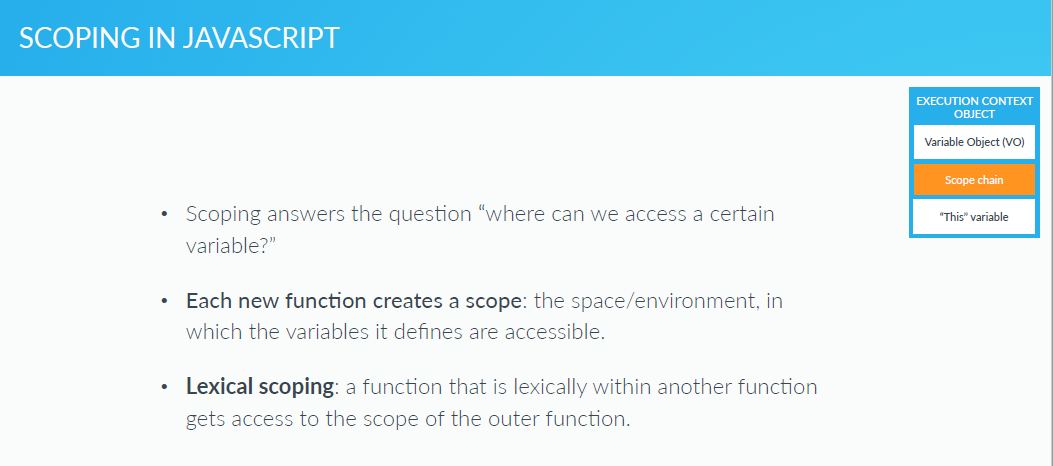 SCOPING IN JAVASCRIPT
EXECUTION CONTEXT
OBJECT
Variable Object (VO)
Scope chain
“This” variable
• Scoping answers the question “where can we access a certain
variable?”
• Each new function creates a scope: the space/environment, in
which the variables it defines are accessible.
• Lexical scoping: a function that is lexically within another function
gets access to the scope of the outer function.